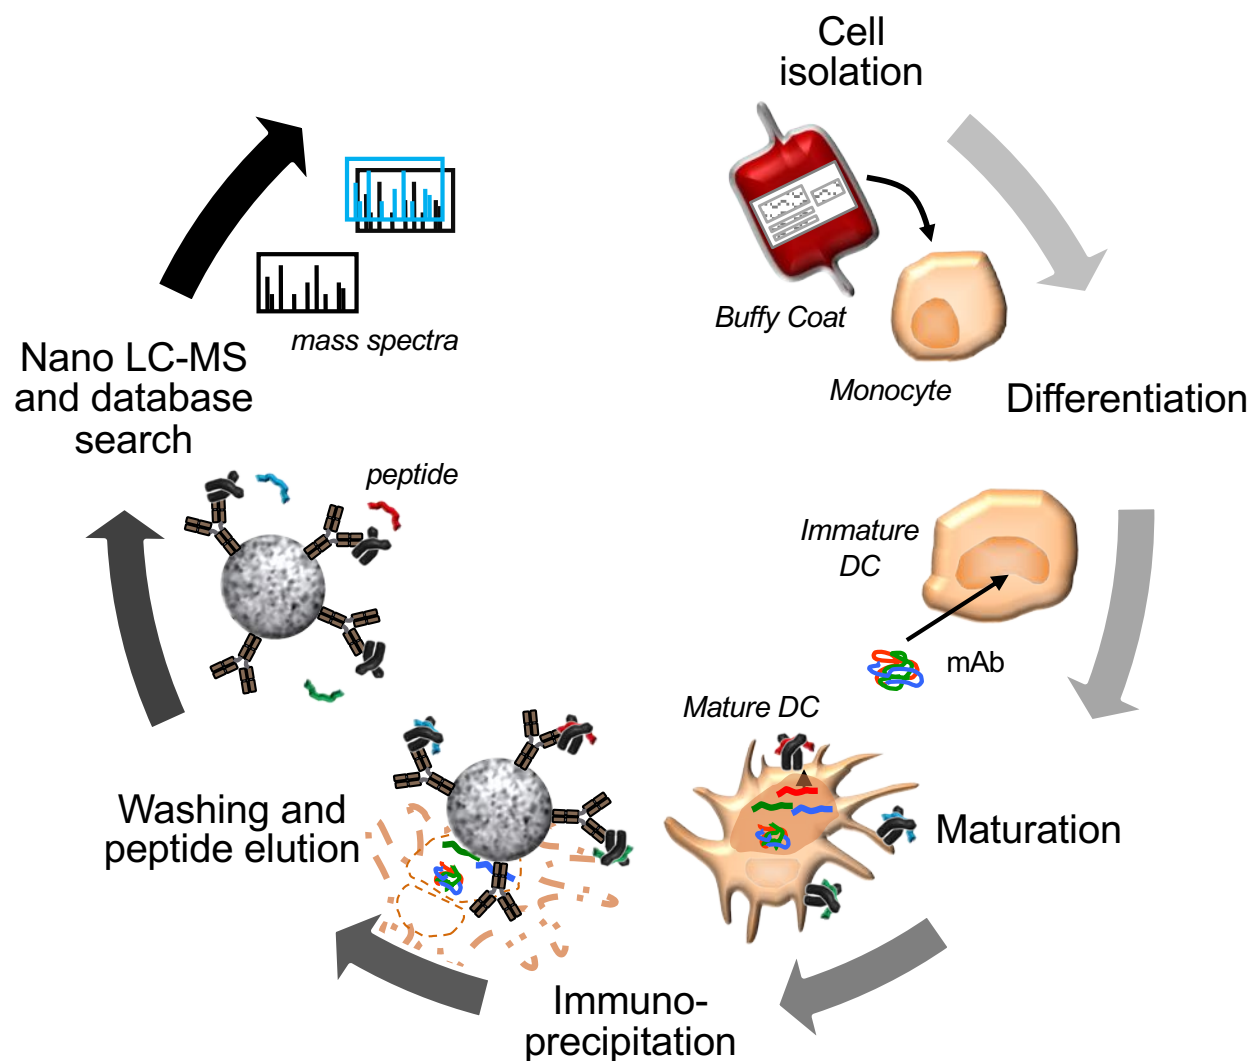 Cell
isolation
Buffy Coat
Monocyte
Differentiation
Immature
DC
mAb
Mature DC
Maturation
Immuno-
precipitation
Washing and
peptide elution
peptide
Nano LC-MS
and database
search
mass spectra